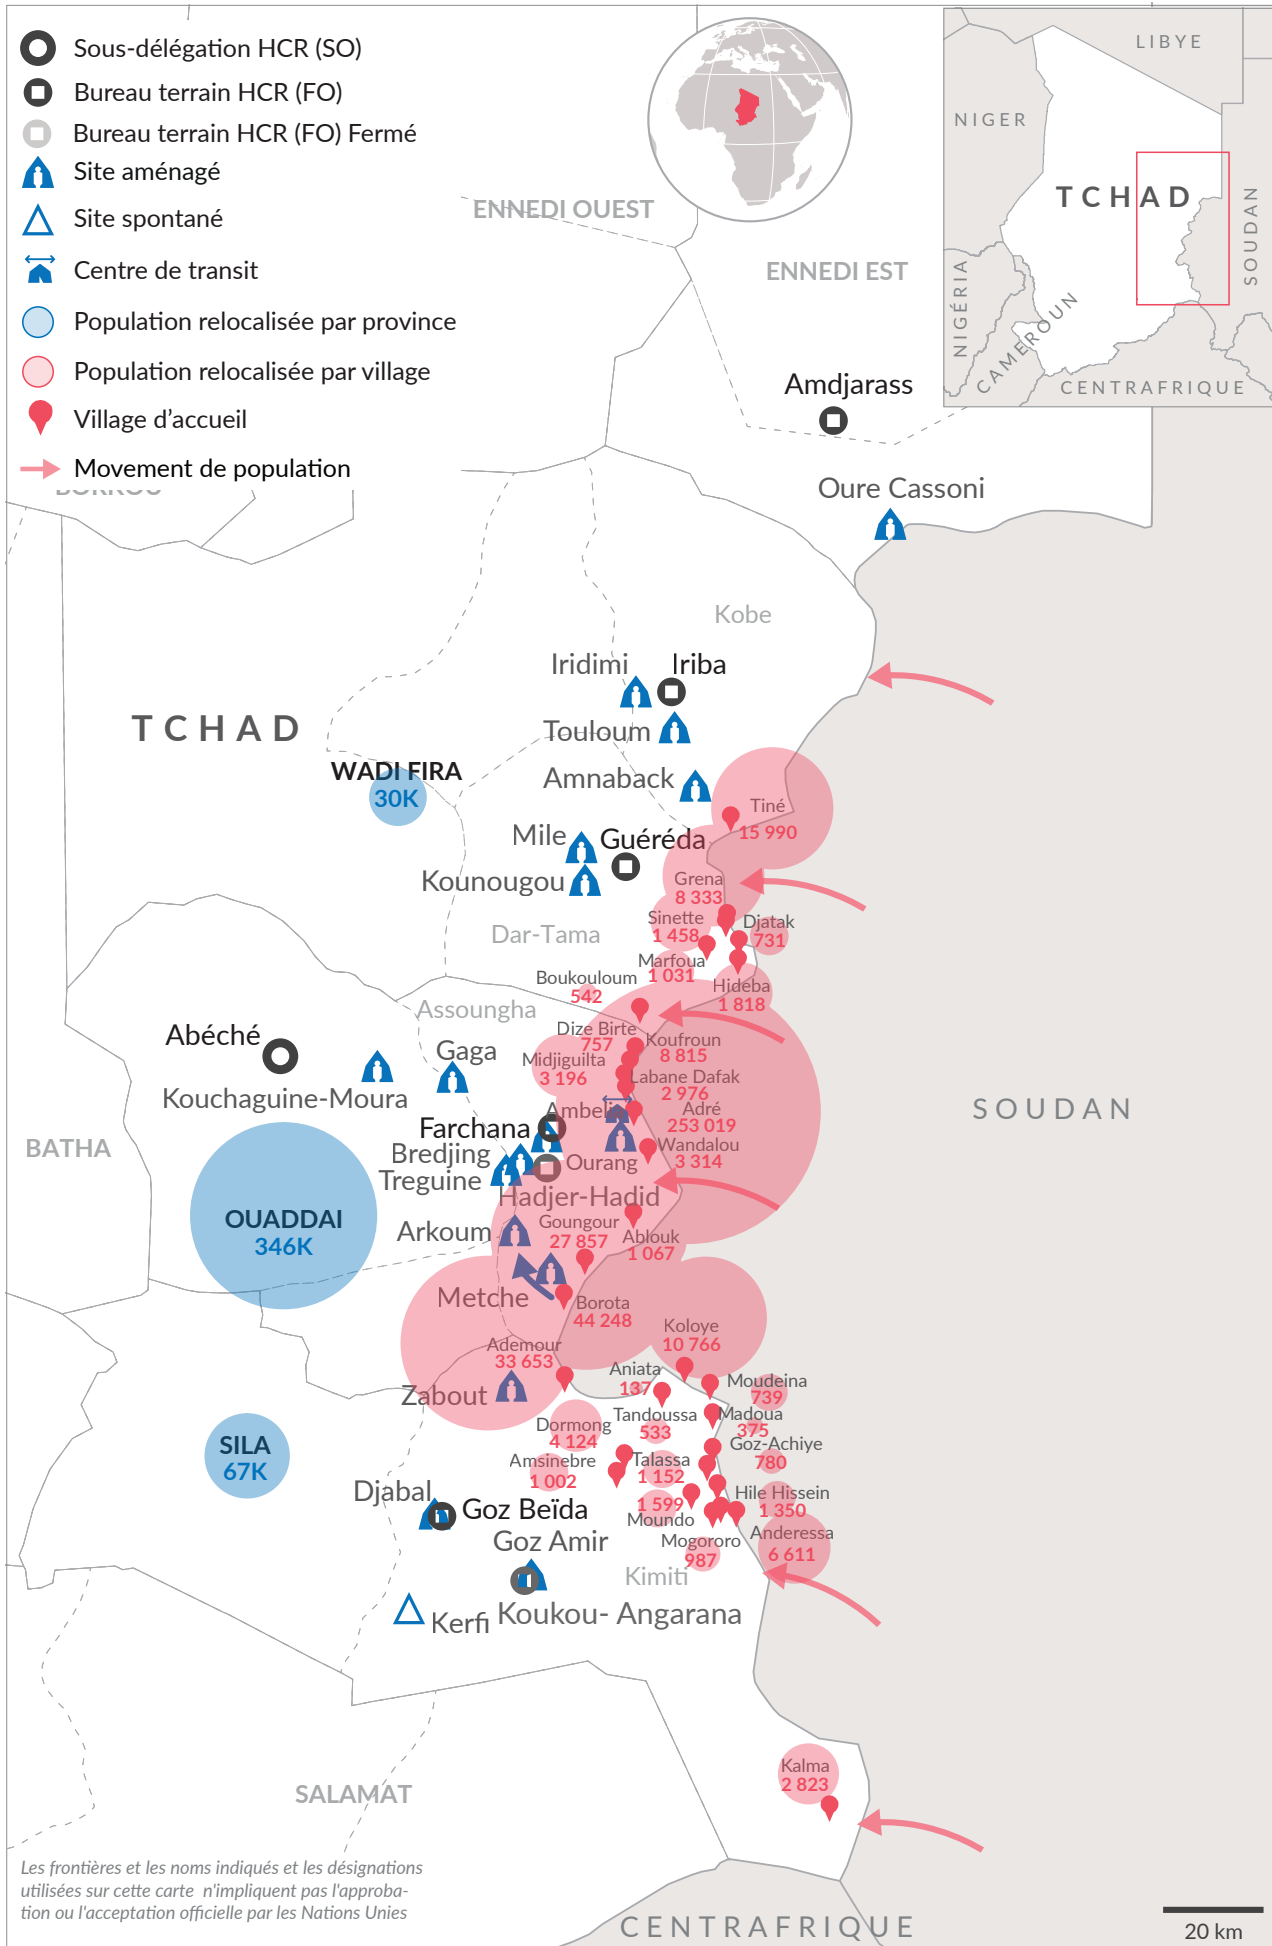 Sous-délégation HCR (SO)
Bureau terrain HCR (FO)
Bureau terrain HCR (FO) Fermé
Site aménagé
Site spontané
Centre de transit
Population relocalisée par province
Population relocalisée par village
Village d'accueil
Movement de population
LIBYE
NIGER
TCHAD
SOUDAN
NIGÉRIA
CAMEROUN
CENTRAFRIQUE
ENNEDI OUEST
ENNEDI EST
Amdjarass
Oure Cassoni
BORKOU
Kobe
Iridimi
Iriba
Touloum
TCHAD
WADI FIRA
30K
Amnaback
Tiné
15 990
Mile
Guéréda
Kounougou
Grena
8 333
Sinette
1 458
Djatak
731
Dar-Tama
Marfoua
1 031
Boukouloum
542
Hideba
1 818
Assoungha
Abéché
Gaga
Dize Birte
757
Koufroun
8 815
Midjiguilta
3 196
Labane Dafak
2 976
Kouchaguine-Moura
Ambelia
Adré
253 019
SOUDAN
Farchana
BATHA
Bredjing
Wandalou
3 314
Treguine
Ourang
Hadjer-Hadid
OUADDAI
346K
Arkoum
Goungour
27 857
Ablouk
1 067
Metche
Borota
44 248
Koloye
10 766
Ademour
33 653
Aniata
137
Moudeina
739
Zabout
Tandoussa
533
Madoua
375
Dormong
4 124
Goz-Achiye
780
SILA
67K
Amsinebre
1 002
Talassa
1 152
Djabal
Goz Beïda
1 599
Moundo
Hile Hissein
1 350
Goz Amir
Mogororo
987
Anderessa
6 611
Kimiti
Kerfi
Koukou- Angarana
Kalma
2 823
SALAMAT
Les frontières et les noms indiqués et les désignations
utilisées sur cette carte n'impliquent pas l'approba-
tion ou l'acceptation officielle par les Nations Unies
CENTRAFRIQUE
20 km